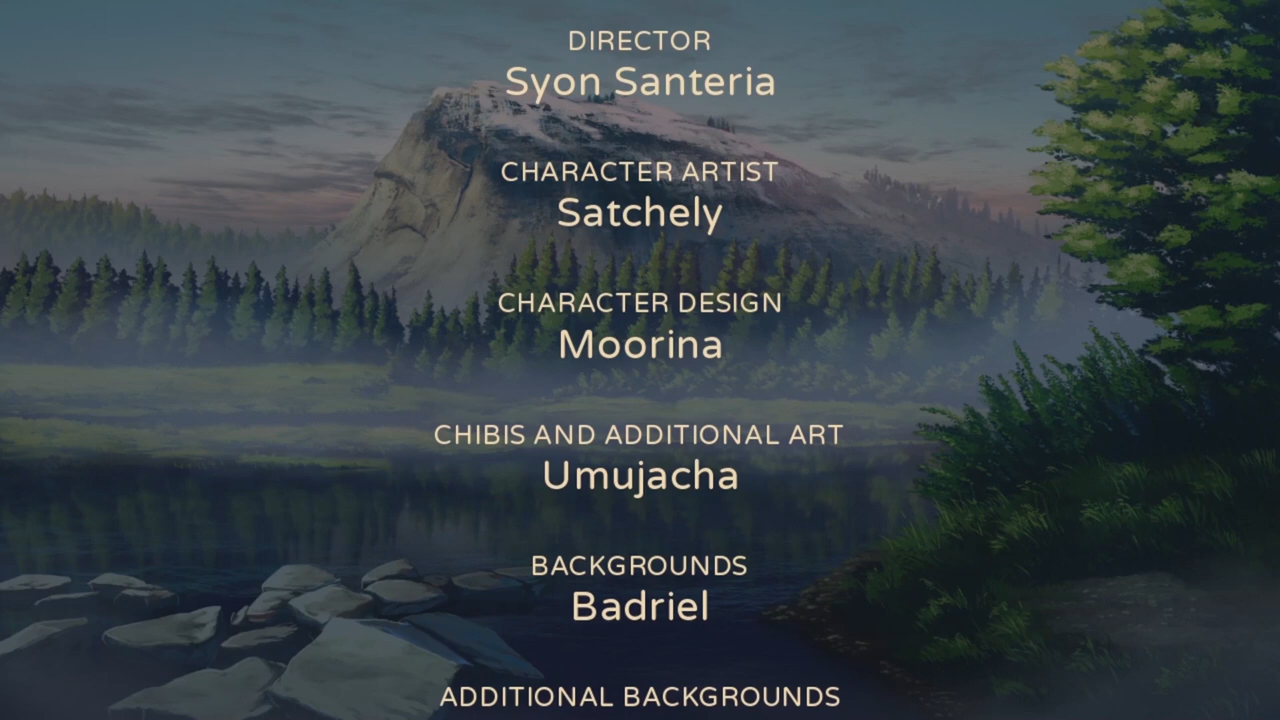 DIRECTOR
Syon Santeria
CHARACTER ARTIST
Satchely
CHARACTER DESIGN
Moorina
CHIBIS AND ADDITIONAL ART
Umujacha
BACKGROUNDS
Badriel
ADDITIONAL BACKGROUNDS